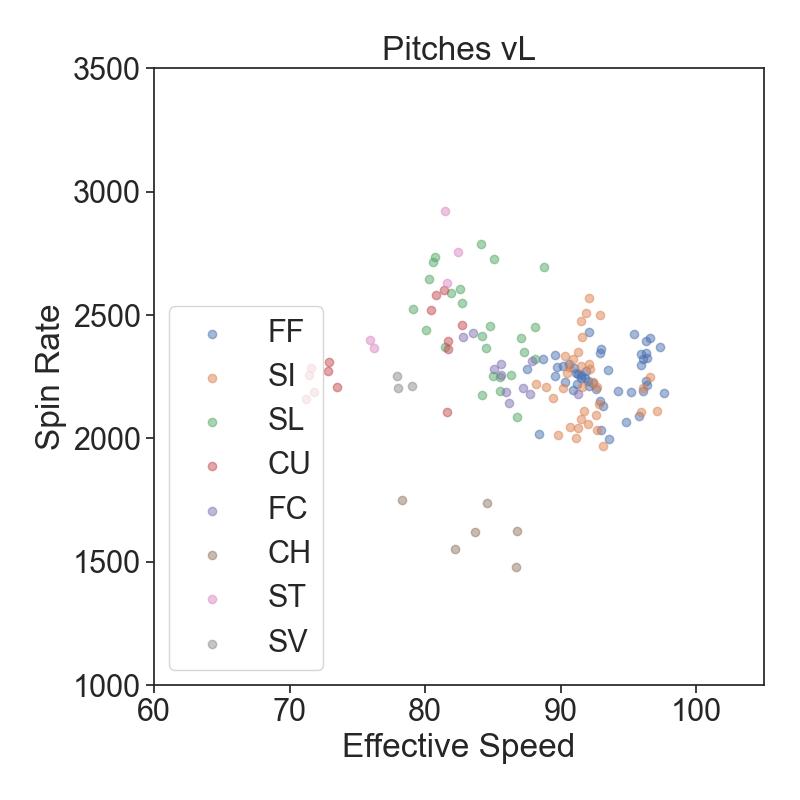 Pitches vL
3500
3000
2500
2000
1500
1000
Spin Rate
FF
SI
SL
CU
FC
CH
ST
SV
60 70 80 90 100
Effective Speed